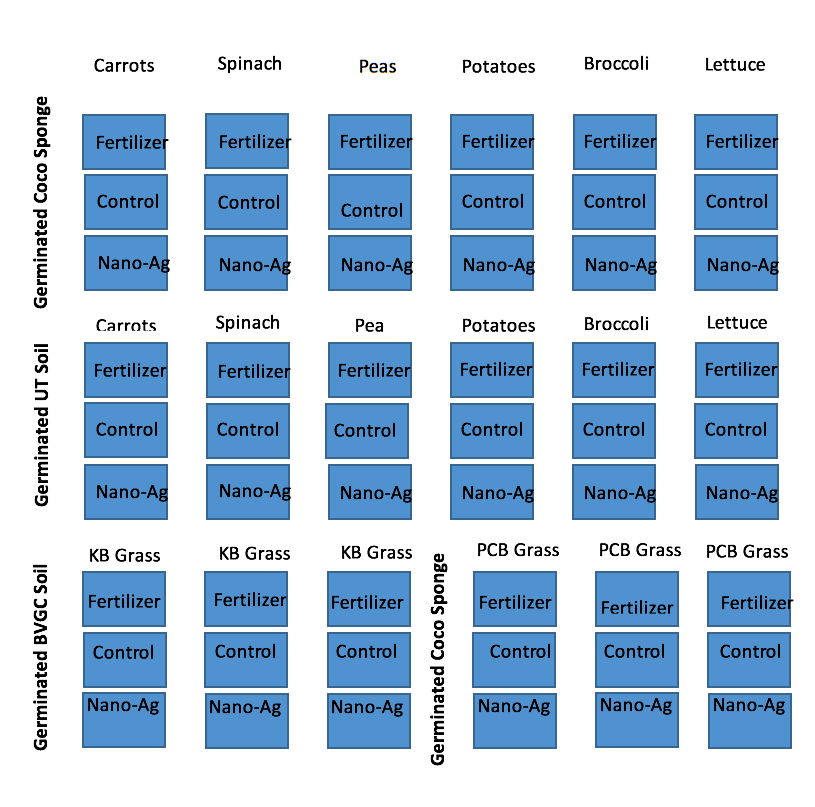 Carrots Spinach Peas Potatoes Broccoli Lettuce
Germinated Coco Sponge
Fertilizer Fertilizer Fertilizer Fertilizer Fertilizer Fertilizer
Control Control Control Control Control Control
Nano-Ag Nano-Ag Nano-Ag Nano-Ag Nano-Ag Nano-Ag
Carrots Spinach Pea Potatoes Broccoli Lettuce
Germinated UT Soil
Fertilizer Fertilizer Fertilizer Fertilizer Fertilizer Fertilizer
Control Control Control Control Control Control
Nano-Ag Nano-Ag Nano-Ag Nano-Ag Nano-Ag Nano-Ag
KB Grass KB Grass KB Grass PCB Grass PCB Grass PCB Grass
Germinated BVGC Soil
Germinated Coco Sponge
Fertilizer Fertilizer Fertilizer Fertilizer Fertilizer Fertilizer
Control Control Control Control Control Control
Nano-Ag Nano-Ag Nano-Ag Nano-Ag Nano-Ag Nano-Ag